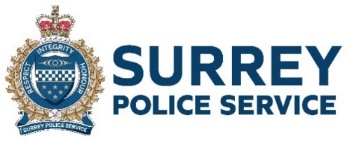 INTEGRITY
RESPECT
HONOUR
SURREY POLICE SERVICE
SURREY
POLICE SERVICE